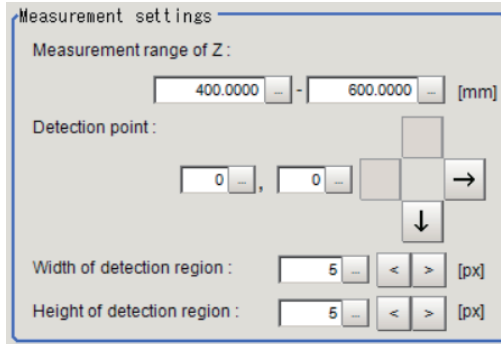 Measurement settings
Measurement range of Z :
400.0000 ... - 600.0000 ... [mm]
Detection point :
0 ... , 0 ... →
↓
Width of detection region : 5 ... < > [px]
Height of detection region : 5 ... < > [px]